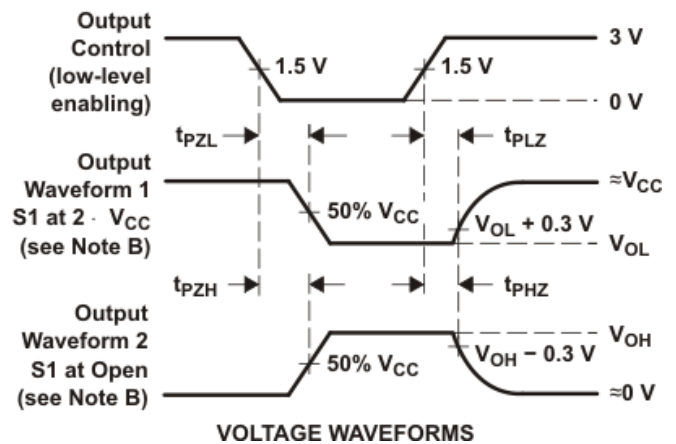 Output
Control
(low-level
enabling)
1.5 V
1.5 V
3 V
0 V
tPZL
tPLZ
Output
Waveform 1
S1 at 2 · VCC
(see Note B)
50% VCC
VOL + 0.3 V
≈VCC
VOL
tPZH
tPHZ
Output
Waveform 2
S1 at Open
(see Note B)
50% VCC
VOH − 0.3 V
VOH
≈0 V
VOLTAGE WAVEFORMS